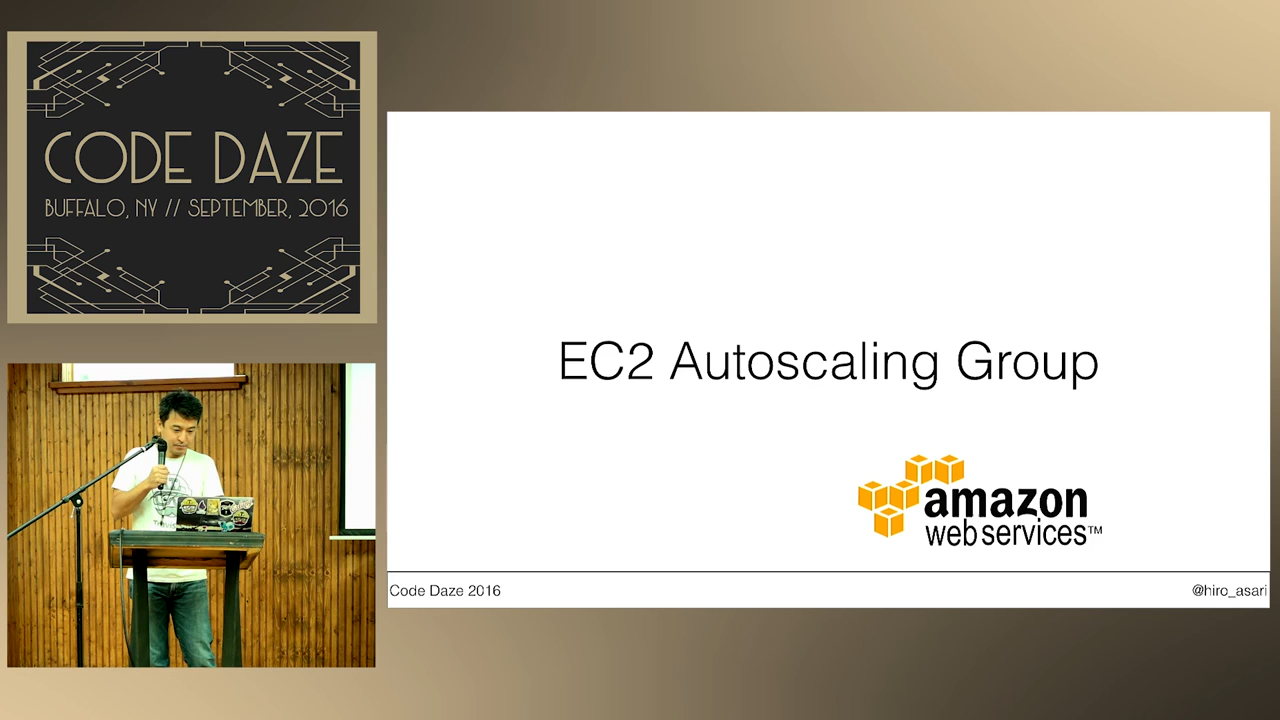 CODE DAZE
BUFFALO, NY // SEPTEMBER, 2016
EC2 Autoscaling Group
amazon
web services™
Code Daze 2016
@hiro_asari